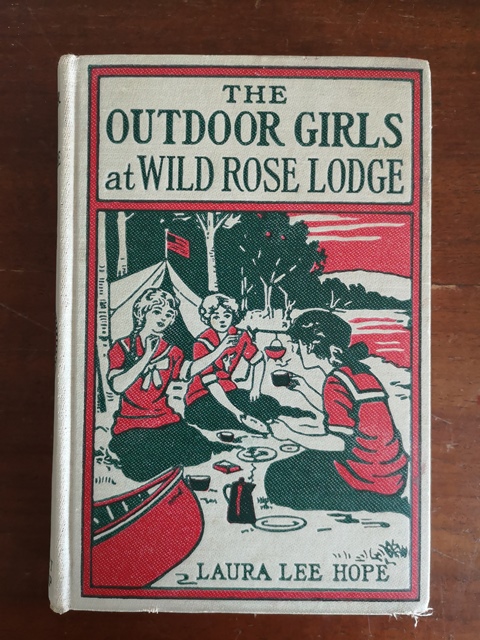 THE
OUTDOOR GIRLS
at WILD ROSE LODGE
LAURA LEE HOPE